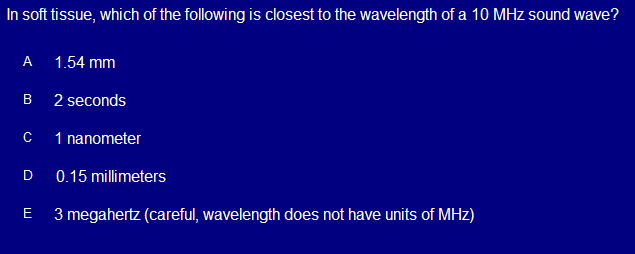 In soft tissue, which of the following is closest to the wavelength of a 10 MHz sound wave?
A 1.54 mm
B 2 seconds
C 1 nanometer
D 0.15 millimeters
E 3 megahertz (careful, wavelength does not have units of MHz)